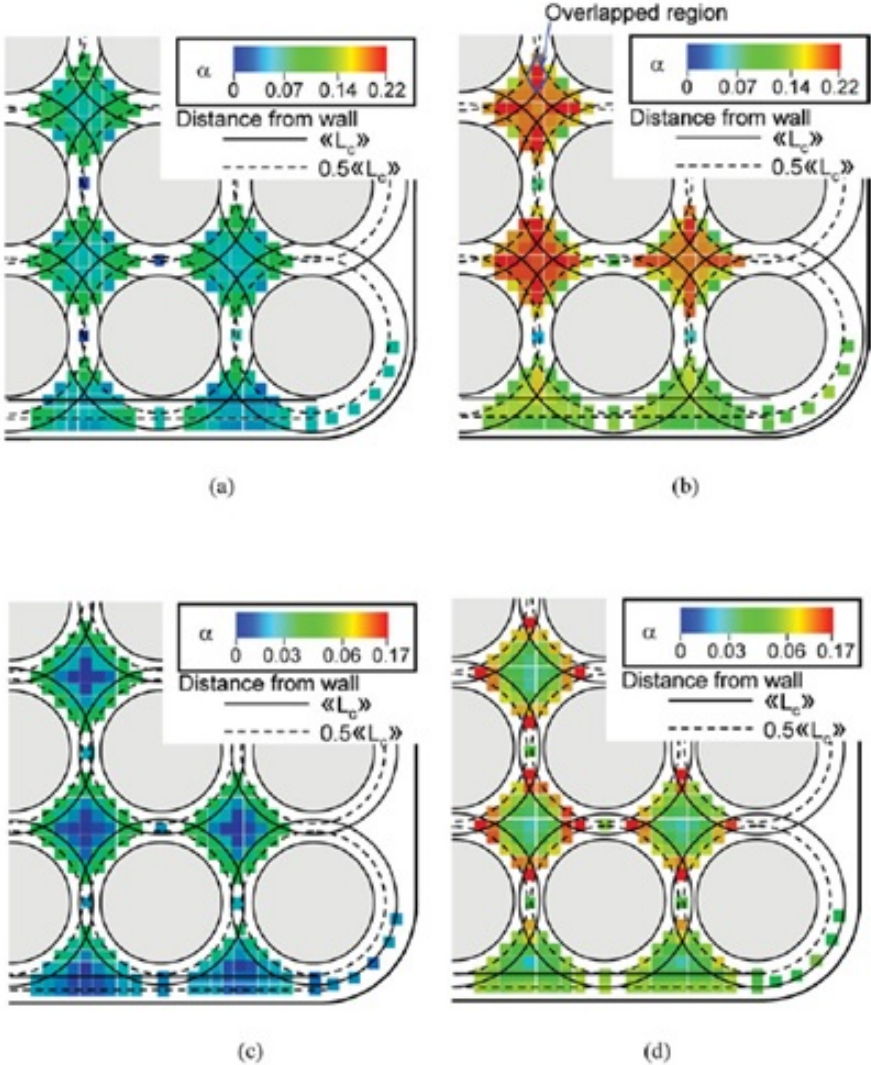 Overlapped region
α
0 0.07 0.14 0.22
Distance from wall
«Lc»
0.5«Lc»
(a)
α
0 0.07 0.14 0.22
Distance from wall
«Lc»
0.5«Lc»
(b)
α
0 0.03 0.06 0.17
Distance from wall
«Lc»
0.5«Lc»
(c)
α
0 0.03 0.06 0.17
Distance from wall
«Lc»
0.5«Lc»
(d)